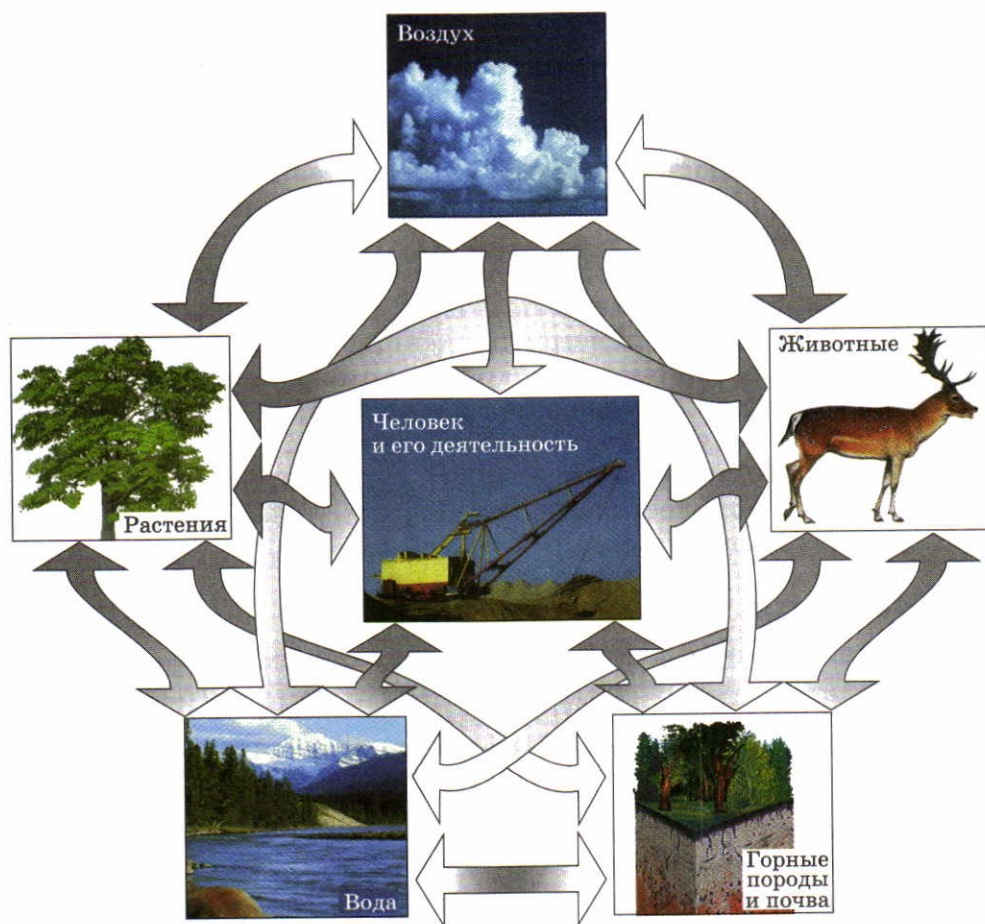 Воздух
Животные
Человек
и его деятельность
Растения
Вода
Горные
породы
и почва